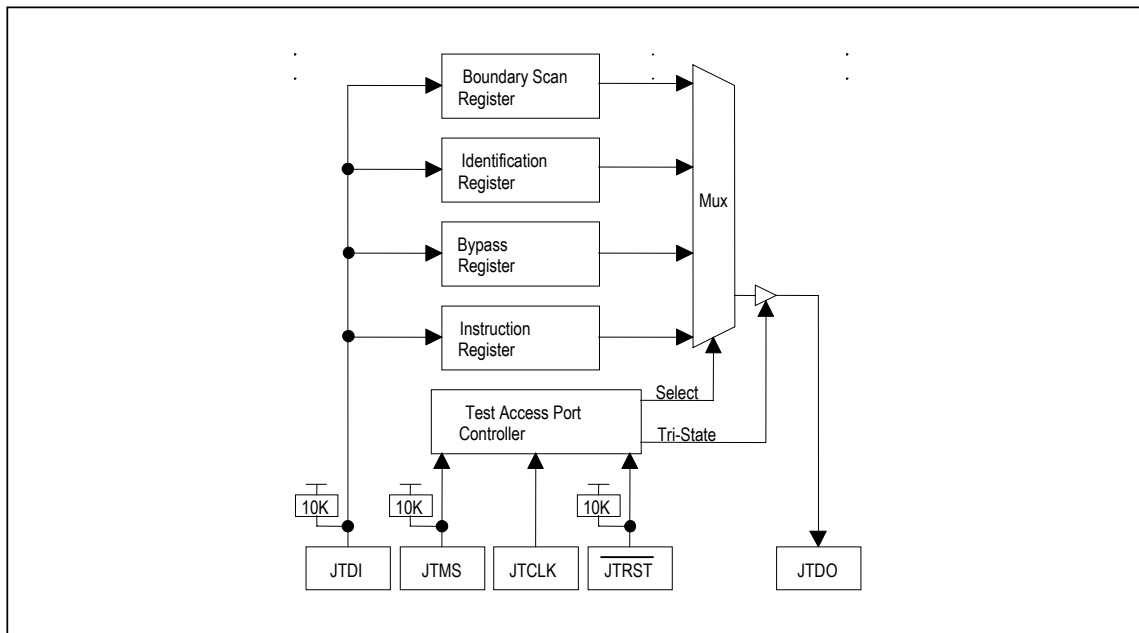 Boundary Scan
Register
Identification
Register
Mux
Bypass
Register
Instruction
Register
Select
Test Access Port
Controller
Tri-State
10K
10K
10K
JTDI
JTMS
JTCLK
JTRST
JTDO